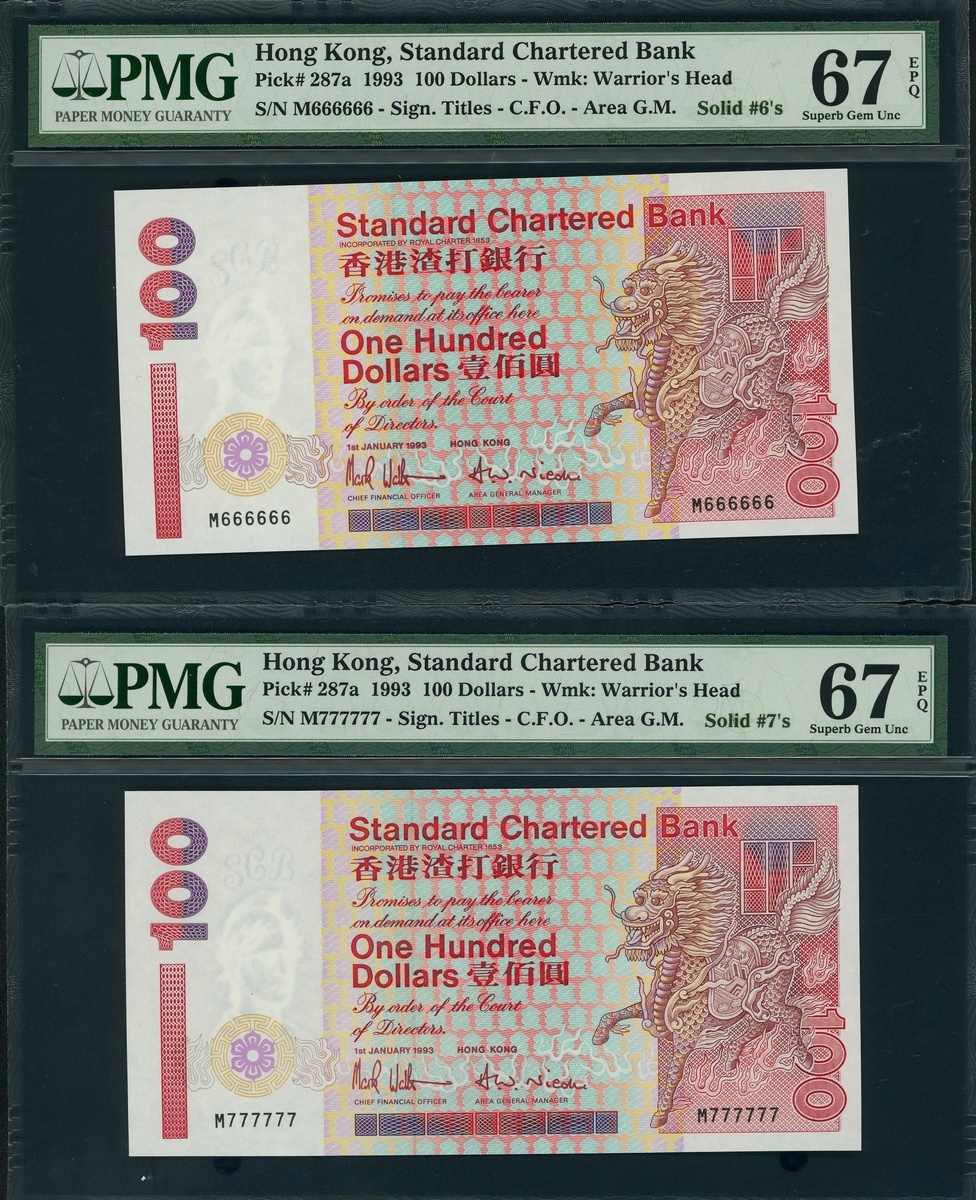 PMG
PAPER MONEY GUARANTY
Hong Kong, Standard Chartered Bank
Pick# 287a 1993 100 Dollars - Wmk: Warrior's Head
S/N M666666 - Sign. Titles - C.F.O. - Area G.M. Solid #6's
67 EPQ
Superb Gem Unc
100
SCB
Standard Chartered Bank
INCORPORATED BY ROYAL CHARTER 1853
香港渣打銀行
Promises to pay the bearer
on demand at its office here
One Hundred
Dollars 壹佰圓
By order of the Court
of Directors.
1st JANUARY 1993 HONG KONG
CHIEF FINANCIAL OFFICER AREA GENERAL MANAGER
M666666
M666666
100
PMG
PAPER MONEY GUARANTY
Hong Kong, Standard Chartered Bank
Pick# 287a 1993 100 Dollars - Wmk: Warrior's Head
S/N M777777 - Sign. Titles - C.F.O. - Area G.M. Solid #7's
67 EPQ
Superb Gem Unc
100
SCB
Standard Chartered Bank
INCORPORATED BY ROYAL CHARTER 1853
香港渣打銀行
Promises to pay the bearer
on demand at its office here
One Hundred
Dollars 壹佰圓
By order of the Court
of Directors.
1st JANUARY 1993 HONG KONG
CHIEF FINANCIAL OFFICER AREA GENERAL MANAGER
M777777
M777777
100